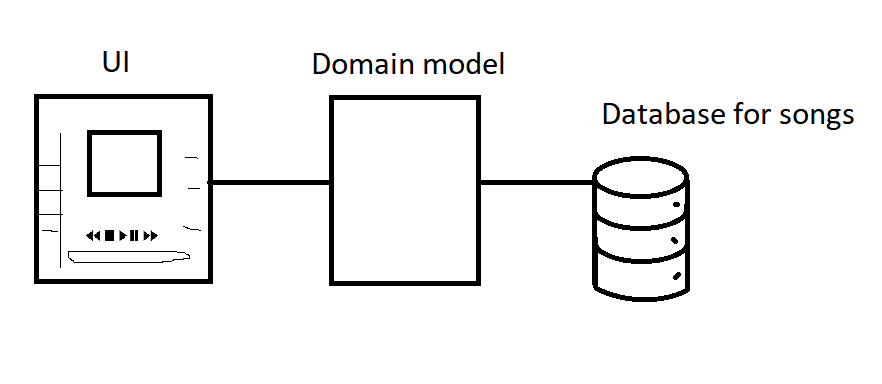 UI
Domain model
Database for songs